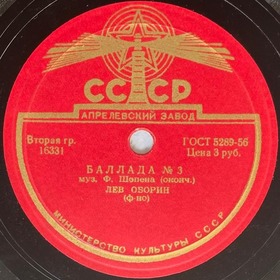 СССР
АПРЕЛЕВСКИЙ ЗАВОД
Вторая гр.
16331
ГОСТ 5289-56
Цена 3 руб.
БАЛЛАДА № 3
муз. Ф. Шопена (оконч.)
ЛЕВ ОБОРИН
(ф-но)
МИНИСТЕРСТВО КУЛЬТУРЫ СССР